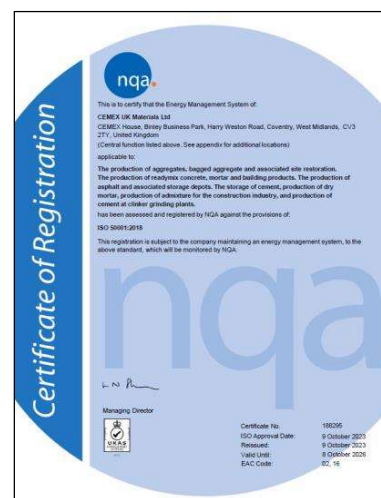 nqa.
This is to certify that the Energy Management System of:
CEMEX UK Materials Ltd
CEMEX House, Binley Business Park, Harry Weston Road, Coventry, West Midlands, CV3
2TY, United Kingdom
(Central function listed above. See appendix for additional locations)
applicable to:
The production of aggregates, bagged aggregate and associated site restoration.
The production of readymix concrete, mortar and building products. The production of
asphalt and associated storage depots. The storage of cement, production of dry
mortar, production of admixture for the construction industry, and production of
cement at clinker grinding plants.
has been assessed and registered by NQA against the provisions of:
ISO 50001:2018
This registration is subject to the company maintaining an energy management system, to the
above standard, which will be monitored by NQA.
Certificate of Registration
nqa
Managing Director
UKAS
Certificate No.
ISO Approval Date: 9 October 2023
Reissued: 9 October 2023
Valid Until: 8 October 2026
EAC Code: 02, 16